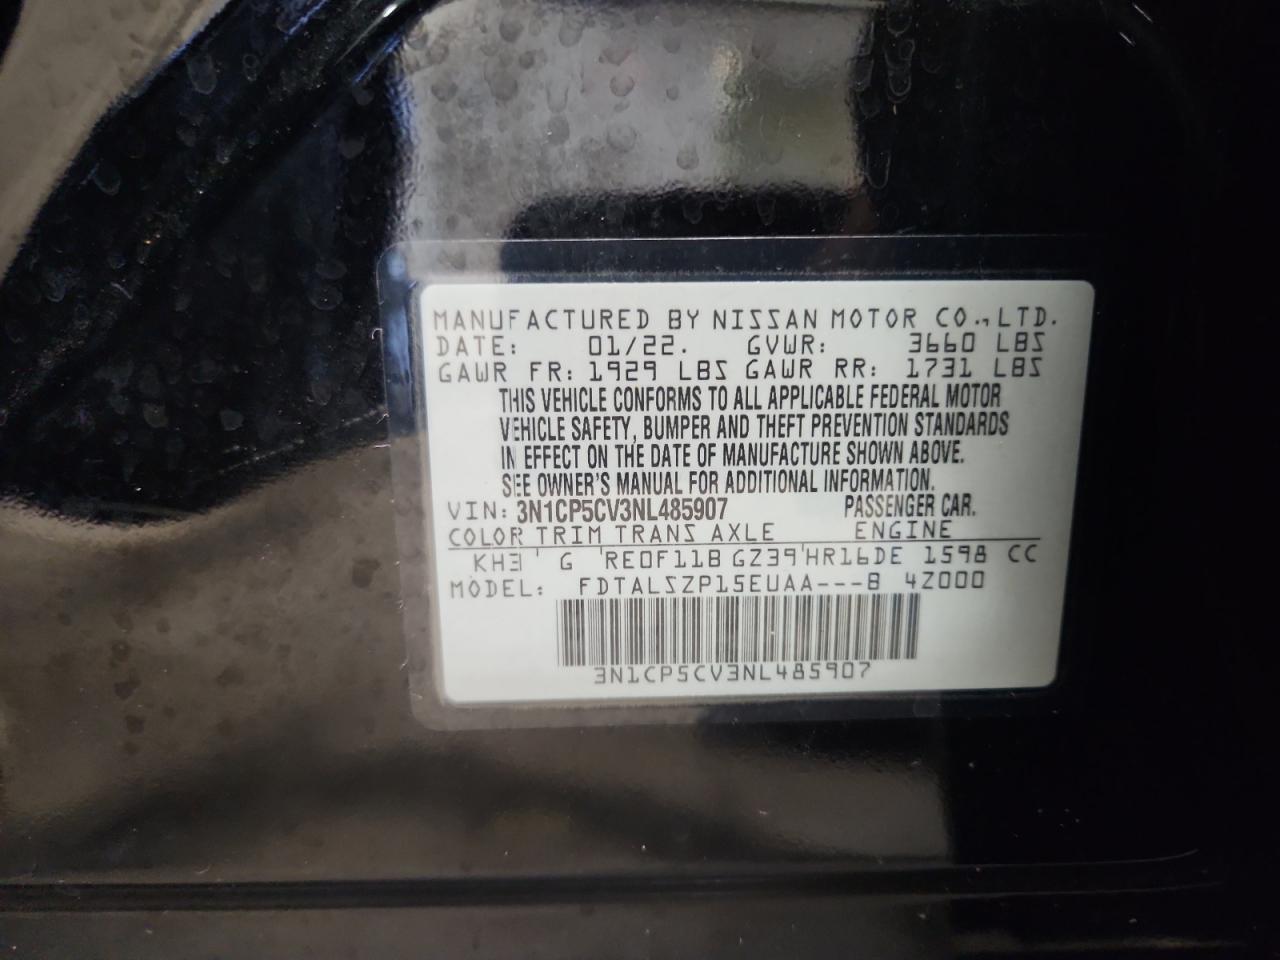 MANUFACTURED BY NISSAN MOTOR CO.,LTD.
DATE: 01/22. GVWR: 3660 LBS
GAWR FR: 1929 LBS GAWR RR: 1731 LBS
THIS VEHICLE CONFORMS TO ALL APPLICABLE FEDERAL MOTOR
VEHICLE SAFETY, BUMPER AND THEFT PREVENTION STANDARDS
IN EFFECT ON THE DATE OF MANUFACTURE SHOWN ABOVE.
SEE OWNER'S MANUAL FOR ADDITIONAL INFORMATION.
VIN: 3N1CP5CV3NL485907 PASSENGER CAR.
COLOR TRIM TRANS AXLE ENGINE
KH3 G RE0F11B GZ39 HR16DE 1598 CC
MODEL: FDTALSZP15EUAA---B 4Z000
3N1CP5CV3NL485907